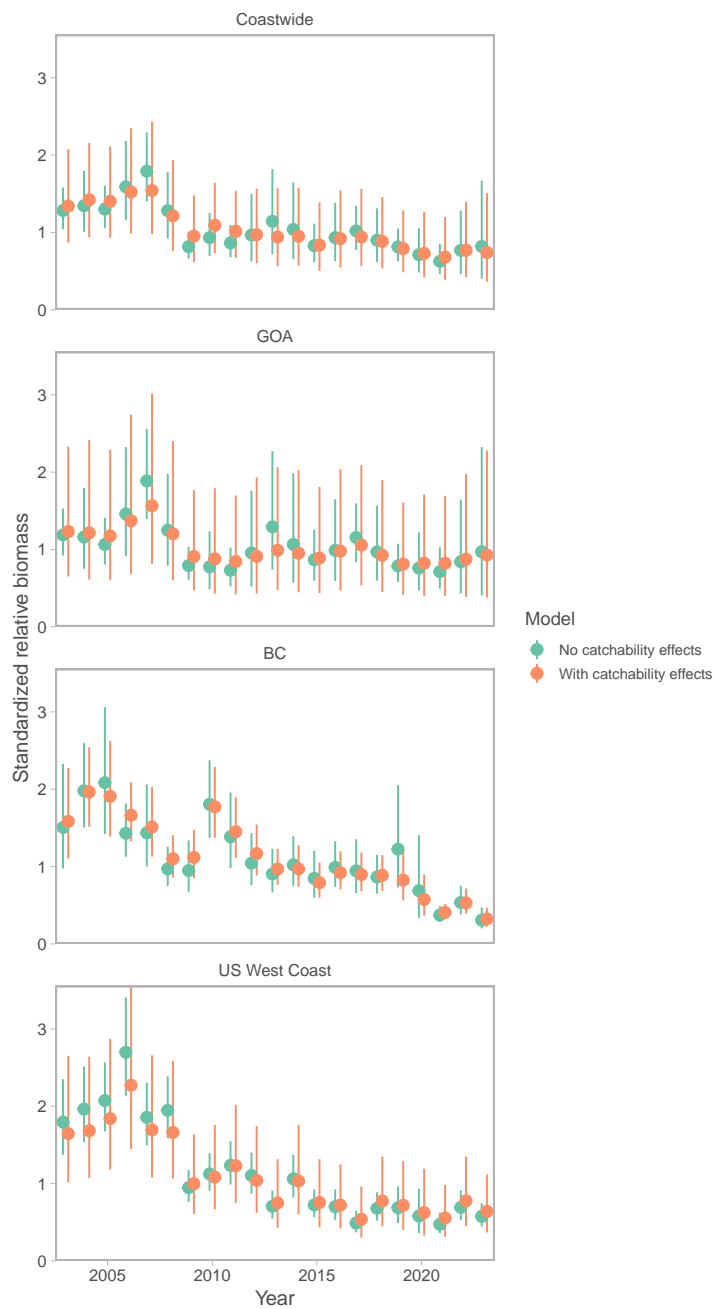 Coastwide
3
2
1
0
GOA
3
2
1
0
BC
3
2
1
0
US West Coast
3
2
1
0
2005 2010 2015 2020
Year
Standardized relative biomass
Model
No catchability effects
With catchability effects